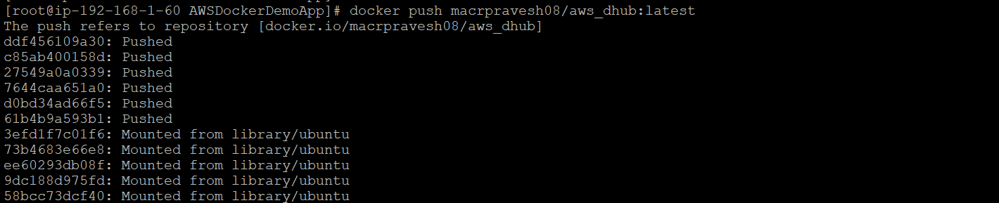 [root@ip-192-168-1-60 AWSDockerDemoApp]# docker push macrpravesh08/aws_dhub:latest
The push refers to repository [docker.io/macrpravesh08/aws_dhub]
ddf456109a30: Pushed
c85ab400158d: Pushed
27549a0a0339: Pushed
7644caa651a0: Pushed
d0bd34ad66f5: Pushed
61b4b9a593b1: Pushed
3efd1f7c01f6: Mounted from library/ubuntu
73b4683e66e8: Mounted from library/ubuntu
ee60293db08f: Mounted from library/ubuntu
9dc188d975fd: Mounted from library/ubuntu
58bcc73dcf40: Mounted from library/ubuntu